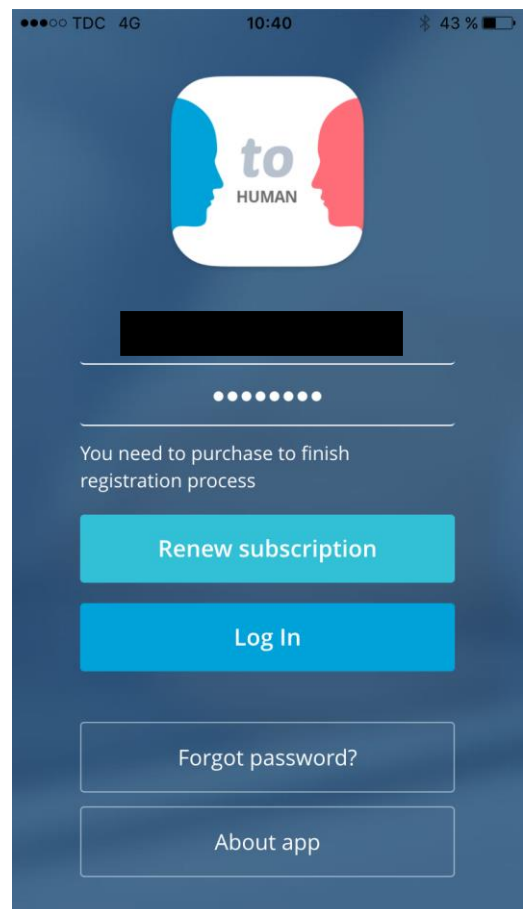 TDC 4G 10:40 43 %
to
HUMAN
You need to purchase to finish
registration process
Renew subscription
Log In
Forgot password?
About app